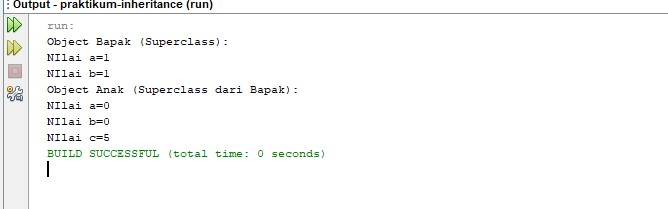 Output - praktikum-inheritance (run)
run:
Object Bapak (Superclass):
NIlai a=1
NIlai b=1
Object Anak (Superclass dari Bapak):
NIlai a=0
NIlai b=0
NIlai c=5
BUILD SUCCESSFUL (total time: 0 seconds)